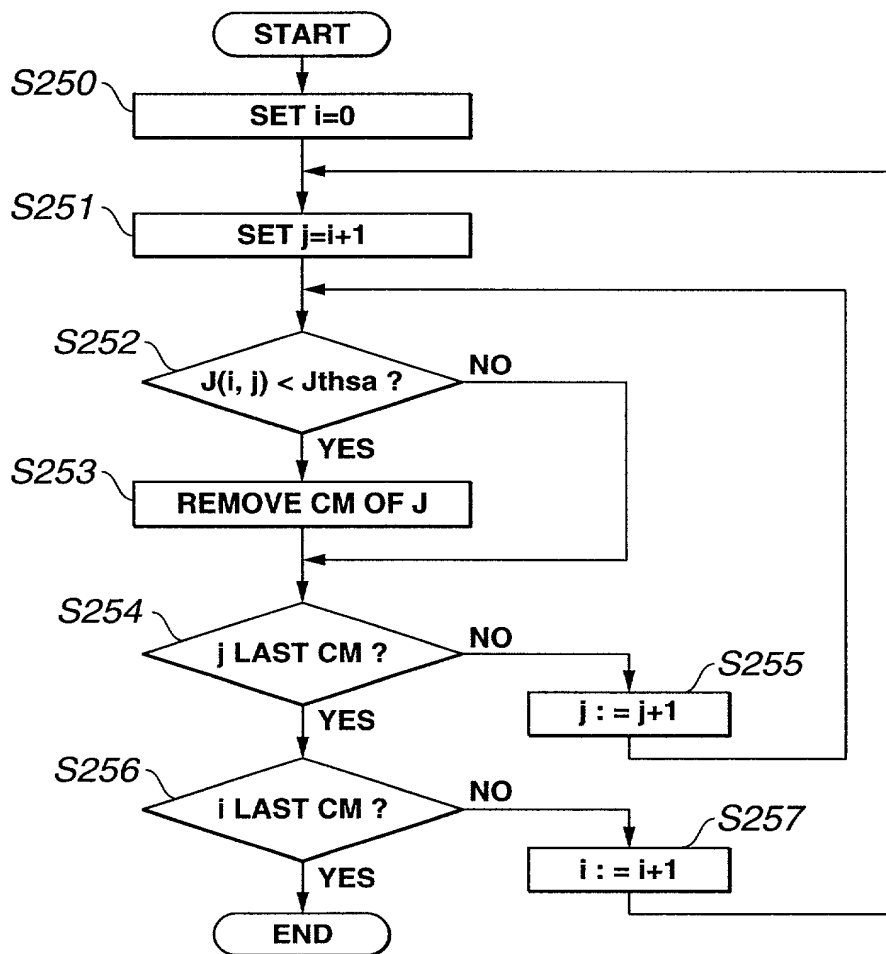 START
S250
SET i=0
S251
SET j=i+1
S252
J(i, j) < Jthsa ?
NO
YES
S253
REMOVE CM OF J
S254
j LAST CM ?
NO
S255
j : = j+1
YES
S256
i LAST CM ?
NO
S257
i : = i+1
YES
END